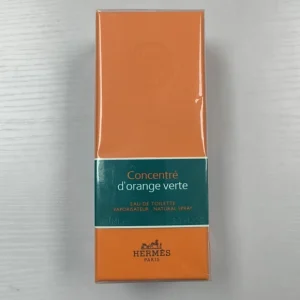 Concentré
d'orange verte
EAU DE TOILETTE
VAPORISATEUR NATURAL SPRAY
HERMÈS
PARIS